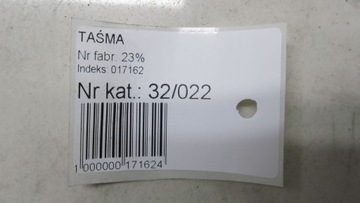 TAŚMA
Nr fabr. 23%
Indeks: 017162
Nr kat.: 32/022
1 000000 171624